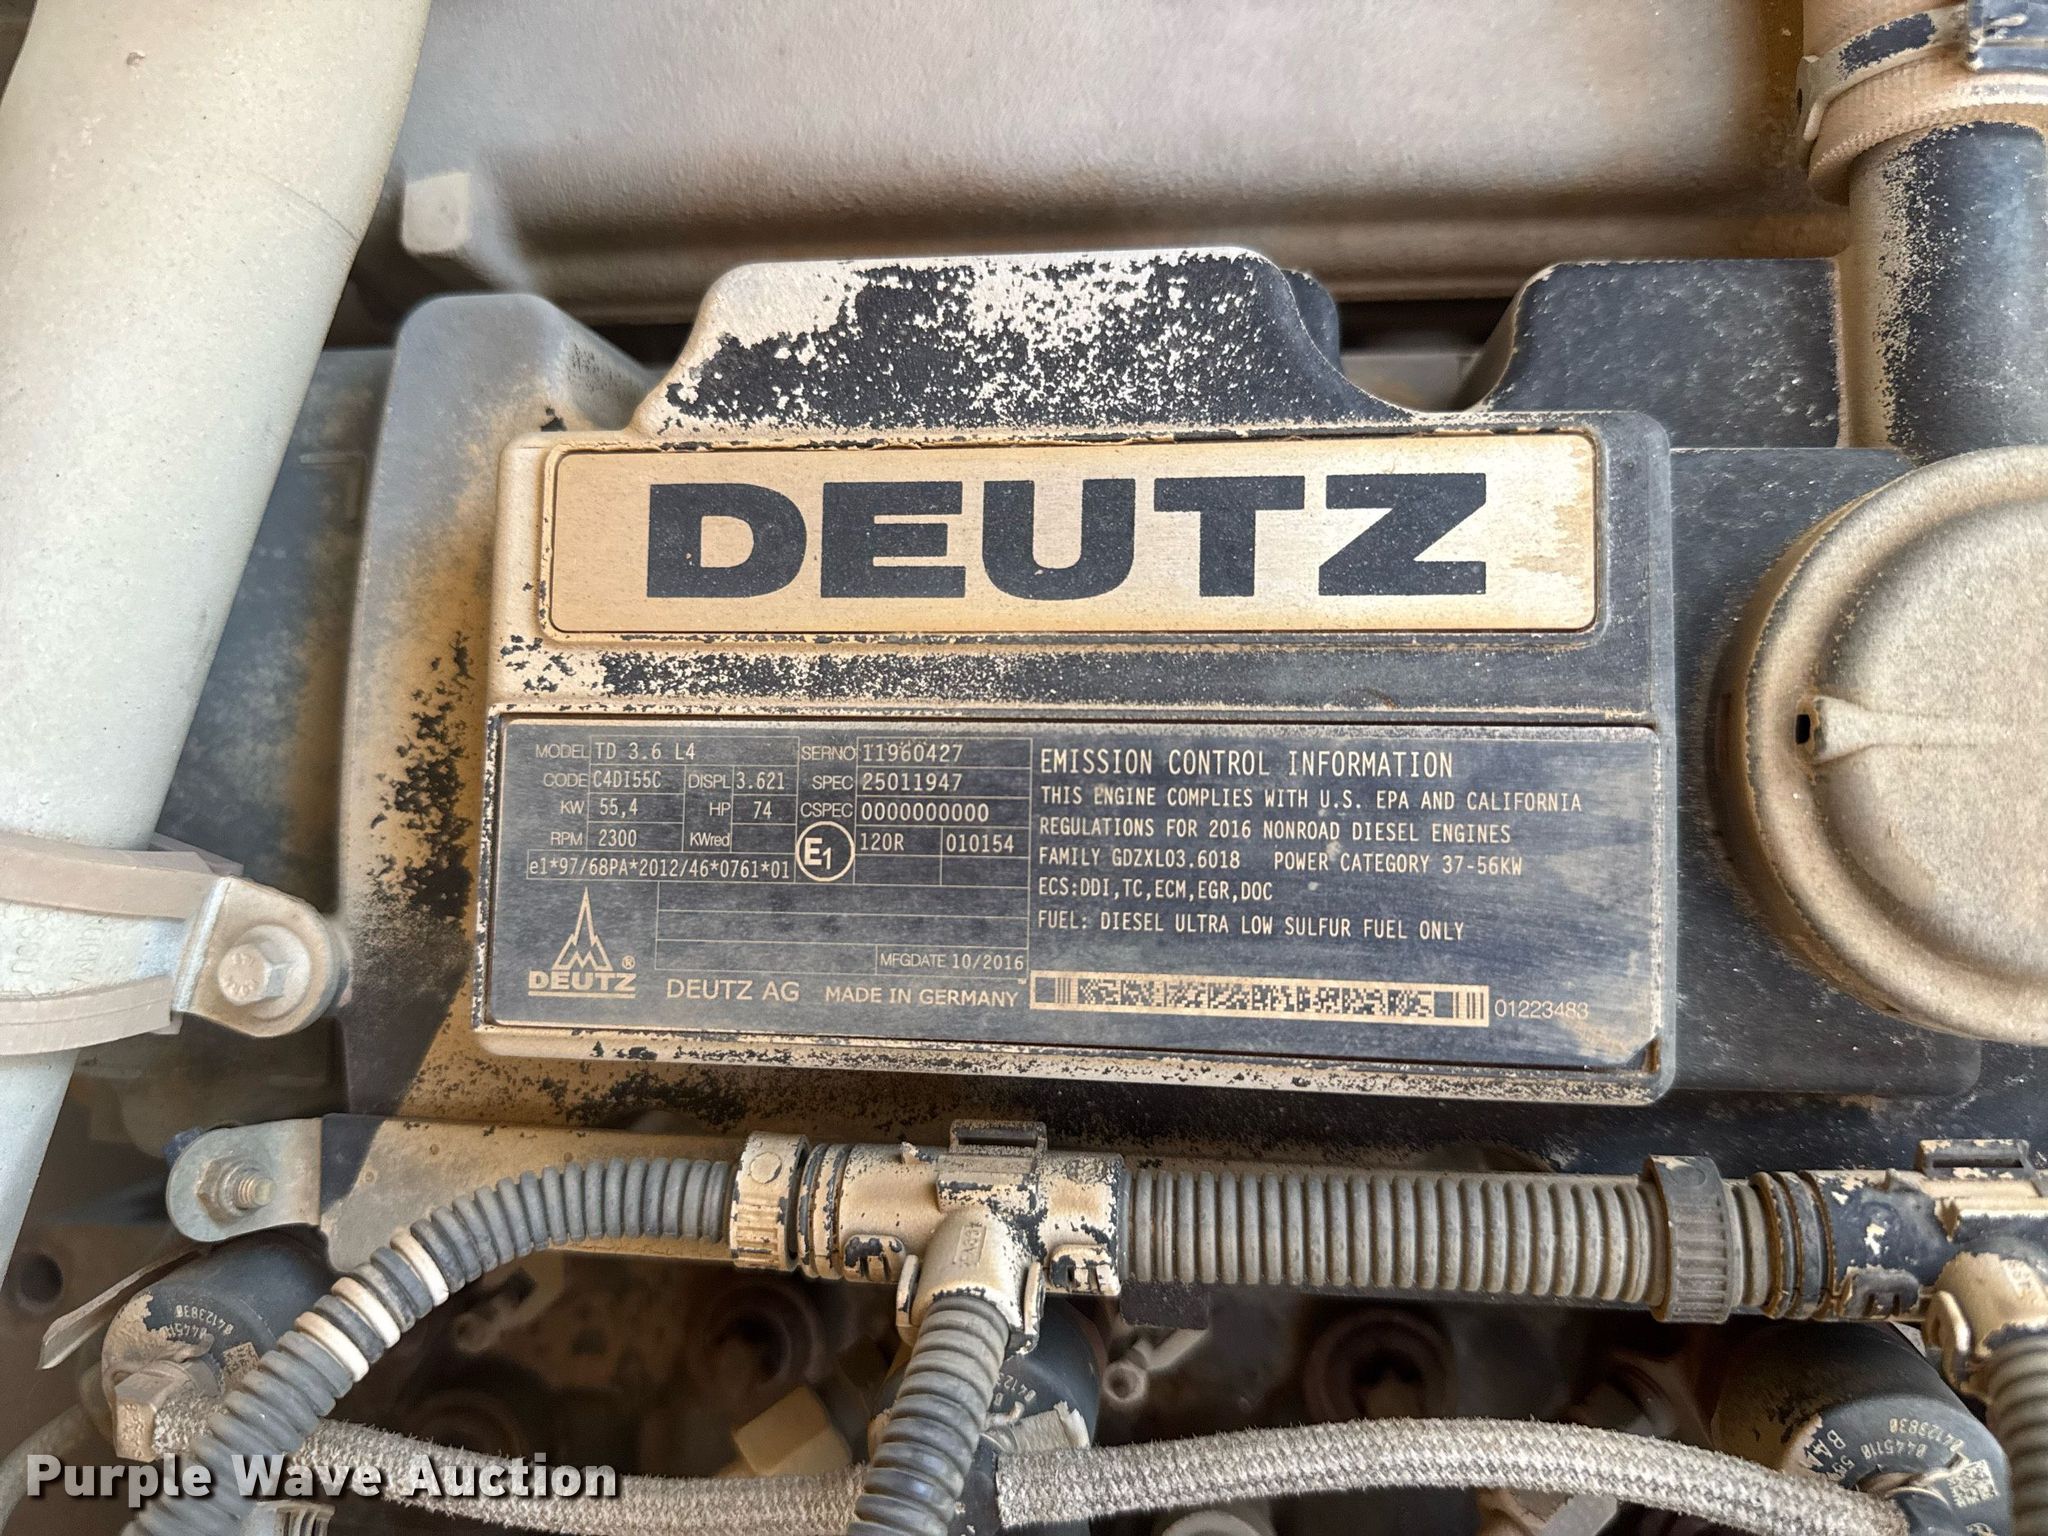 DEUTZ
MODEL TD 3.6 L4 SERNO 11960427
CODE C4DI55C DISPL 3.621 SPEC 25011947
KW 55,4 HP 74 CSPEC 0000000000
RPM 2300 KWred E1 120R 010154
e1*97/68PA*2012/46*0761*01
MFGDATE 10/2016
DEUTZ® DEUTZ AG MADE IN GERMANY
EMISSION CONTROL INFORMATION
THIS ENGINE COMPLIES WITH U.S. EPA AND CALIFORNIA
REGULATIONS FOR 2016 NONROAD DIESEL ENGINES
FAMILY GDZXL03.6018 POWER CATEGORY 37-56KW
ECS:DDI,TC,ECM,EGR,DOC
FUEL: DIESEL ULTRA LOW SULFUR FUEL ONLY
01223483
04123830
04123830
0445110
Purple Wave Auction